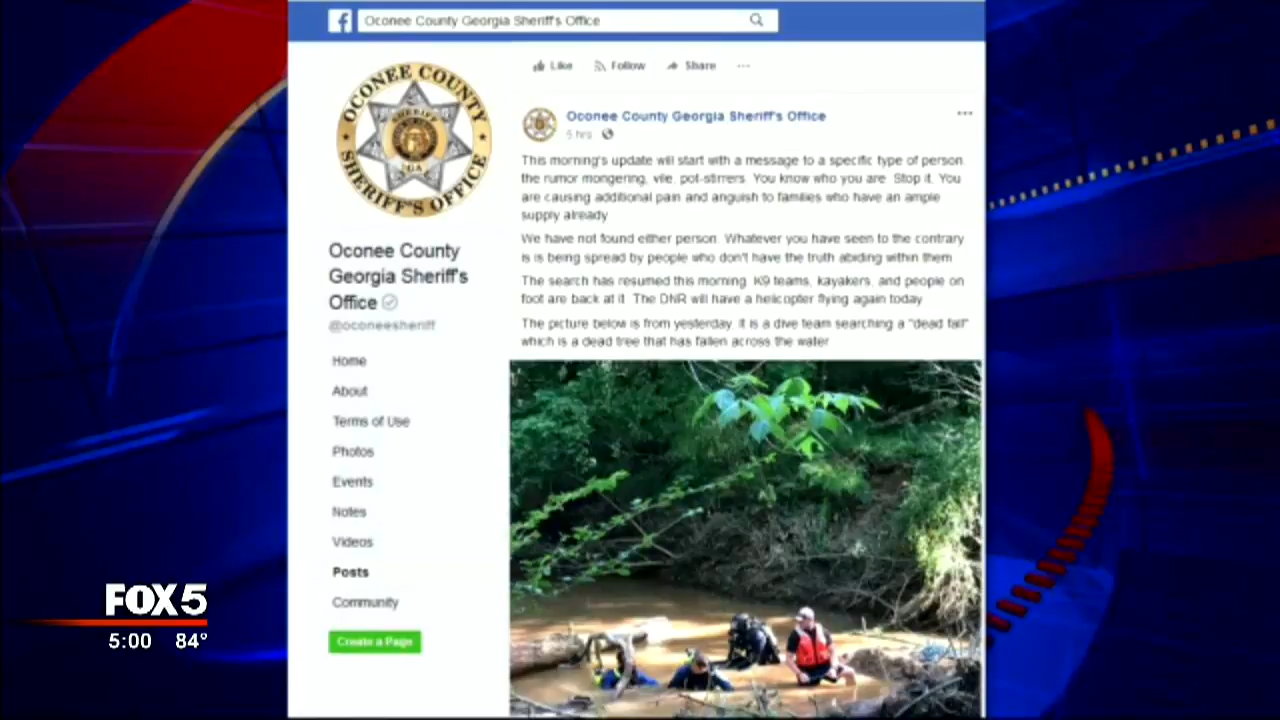 Oconee County Georgia Sheriff's Office
OCONEE COUNTY
SHERIFF
GA
SHERIFF'S OFFICE
Like Follow Share ...
Oconee County Georgia Sheriff's Office
5 hrs
This morning's update will start with a message to a specific type of person
the rumor mongering, vile, pot-stirrers. You know who you are. Stop it. You
are causing additional pain and anguish to families who have an ample
supply already
We have not found either person. Whatever you have seen to the contrary
is is being spread by people who don't have the truth abiding within them
The search has resumed this morning. K9 teams, kayakers, and people on
foot are back at it. The DNR will have a helicopter flying again today
The picture below is from yesterday. It is a dive team searching a "dead fall"
which is a dead tree that has fallen across the water
Oconee County
Georgia Sheriff's
Office
@oconeesheriff
Home
About
Terms of Use
Photos
Events
Notes
Videos
Posts
Community
Create a Page
FOX 5
5:00 84°